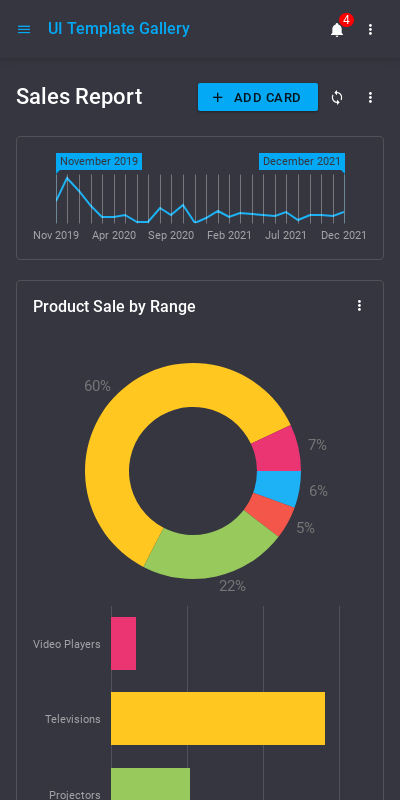 UI Template Gallery
4
Sales Report
ADD CARD
November 2019
December 2021
Nov 2019 Apr 2020 Sep 2020 Feb 2021 Jul 2021 Dec 2021
Product Sale by Range
60%
7%
6%
5%
22%
Video Players
Televisions
Projectors